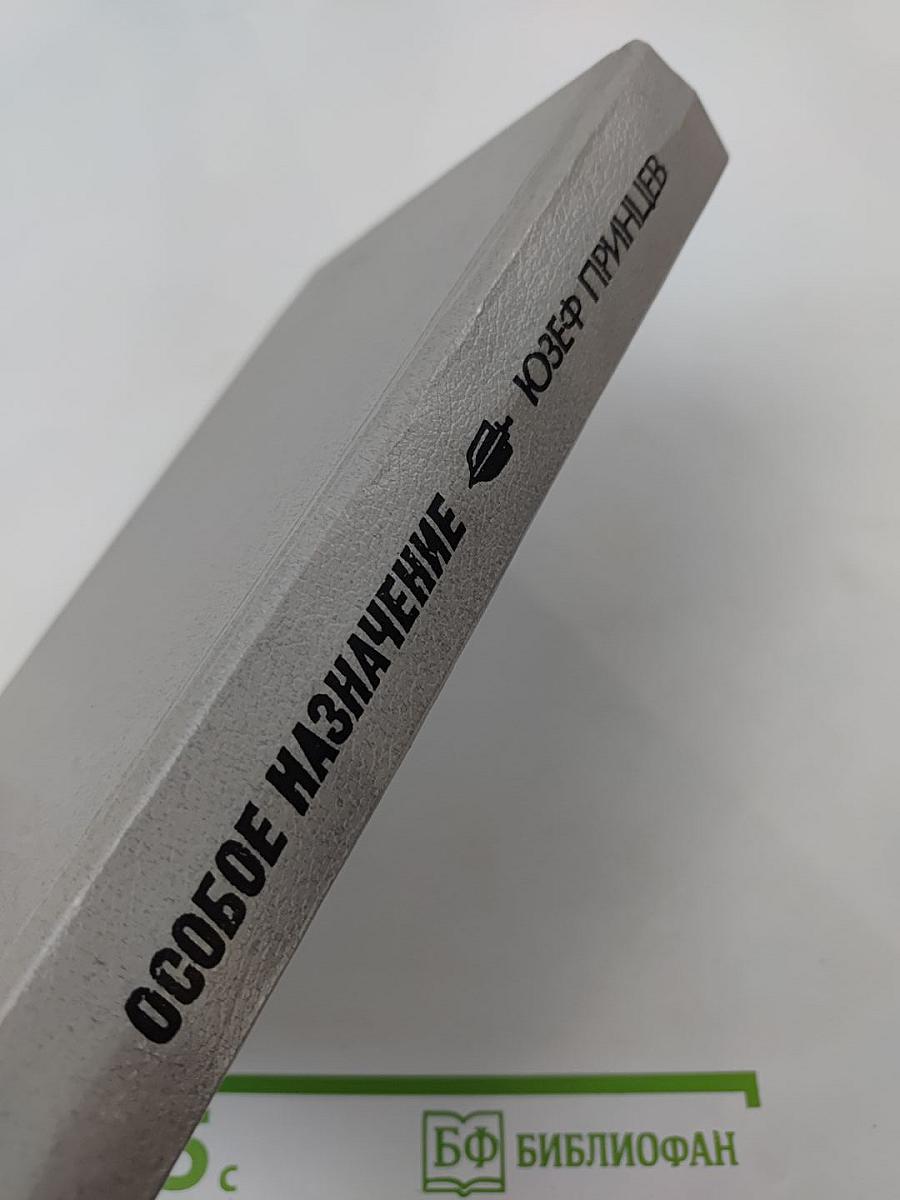 ОСОБОЕ НАЗНАЧЕНИЕ ЮЗЕФ ПРИНЦЕВ
с
БФ БИБЛИОФАН